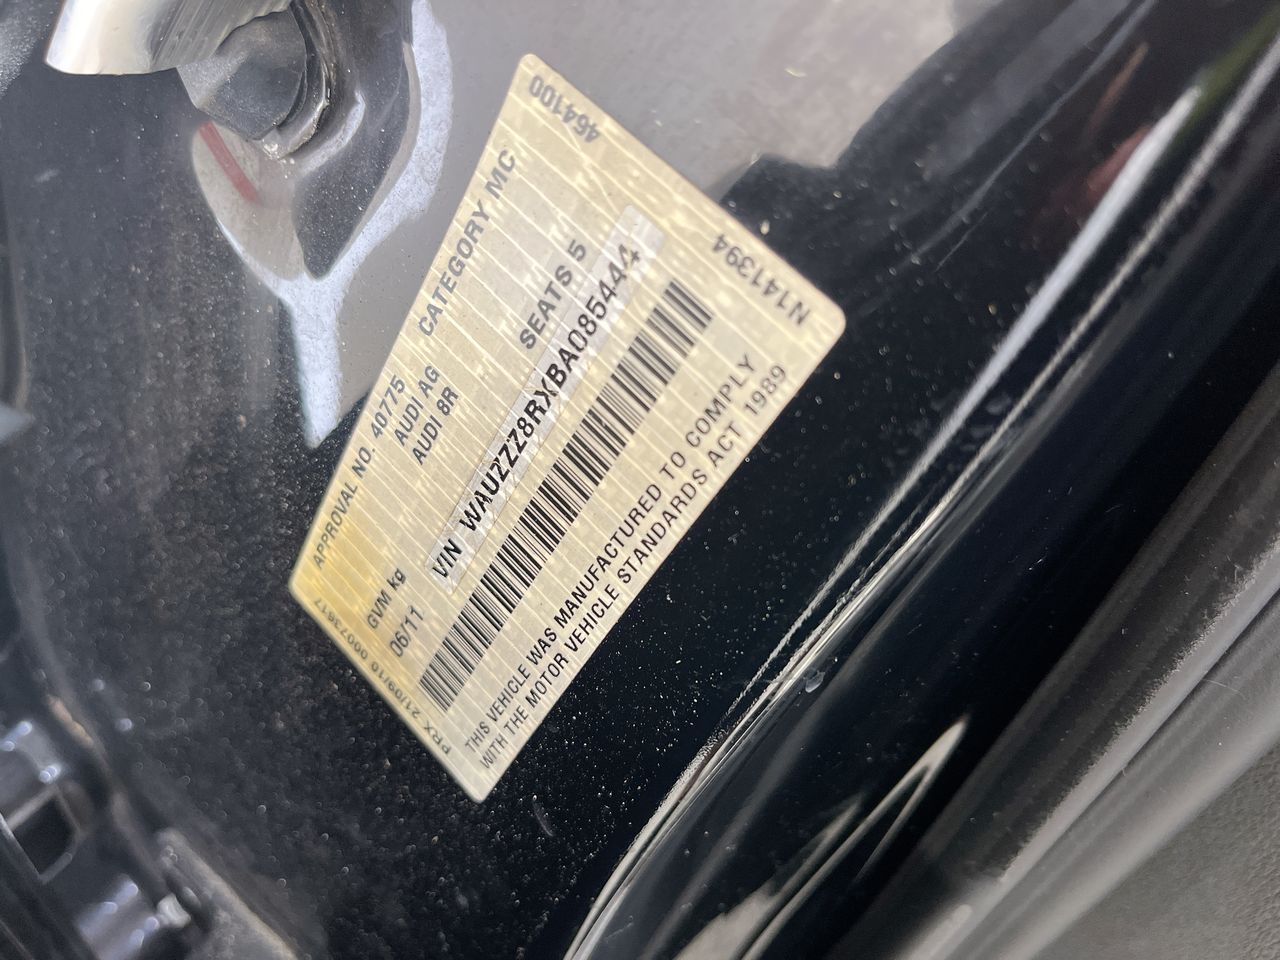 APPROVAL NO. 40775 CATEGORY MC 464100
AUDI AG
AUDI 8R SEATS 5
GVM kg
06/11
VIN WAUZZZ8RXBA085444
PRX 21/09/10 00073617
THIS VEHICLE WAS MANUFACTURED TO COMPLY
WITH THE MOTOR VEHICLE STANDARDS ACT 1989
N141394